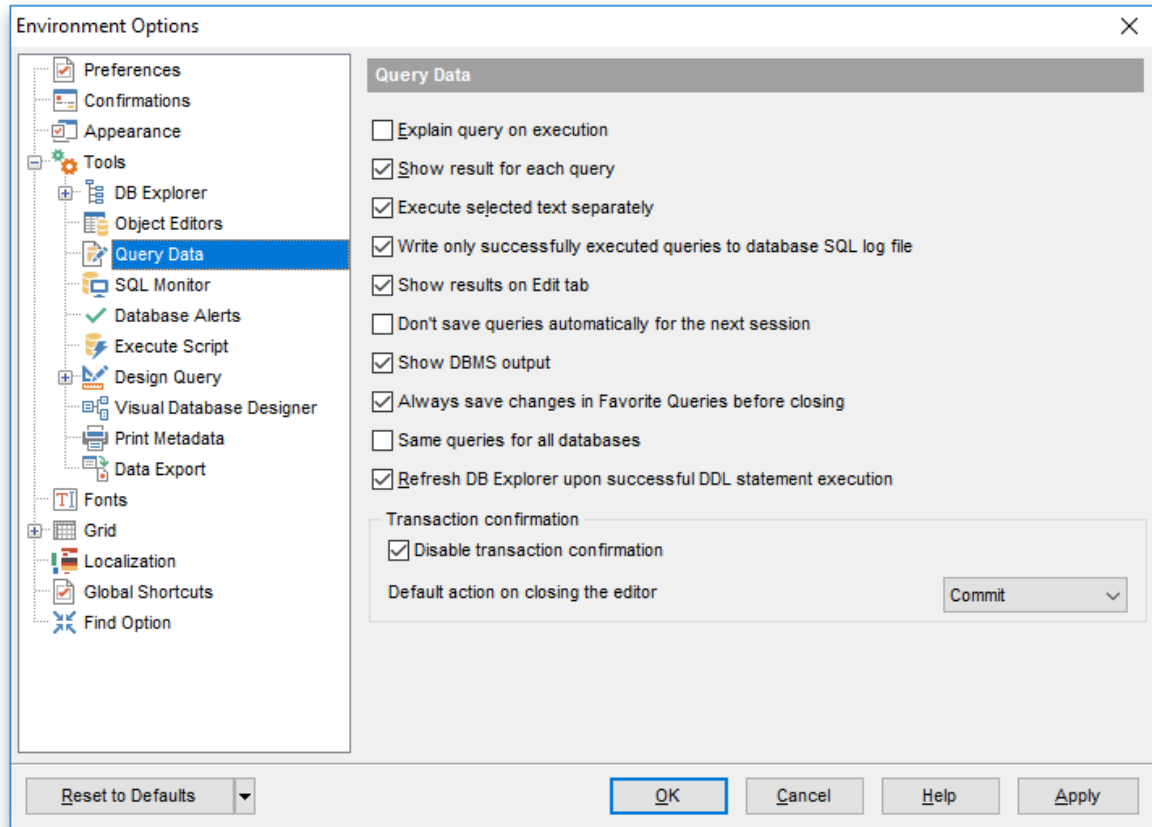 Environment Options
Preferences
Confirmations
Appearance
Tools
DB Explorer
Object Editors
Query Data
SQL Monitor
Database Alerts
Execute Script
Design Query
Visual Database Designer
Print Metadata
Data Export
Fonts
Grid
Localization
Global Shortcuts
Find Option
Query Data
Explain query on execution
Show result for each query
Execute selected text separately
Write only successfully executed queries to database SQL log file
Show results on Edit tab
Don't save queries automatically for the next session
Show DBMS output
Always save changes in Favorite Queries before closing
Same queries for all databases
Refresh DB Explorer upon successful DDL statement execution
Transaction confirmation
Disable transaction confirmation
Default action on closing the editor Commit
Reset to Defaults OK Cancel Help Apply